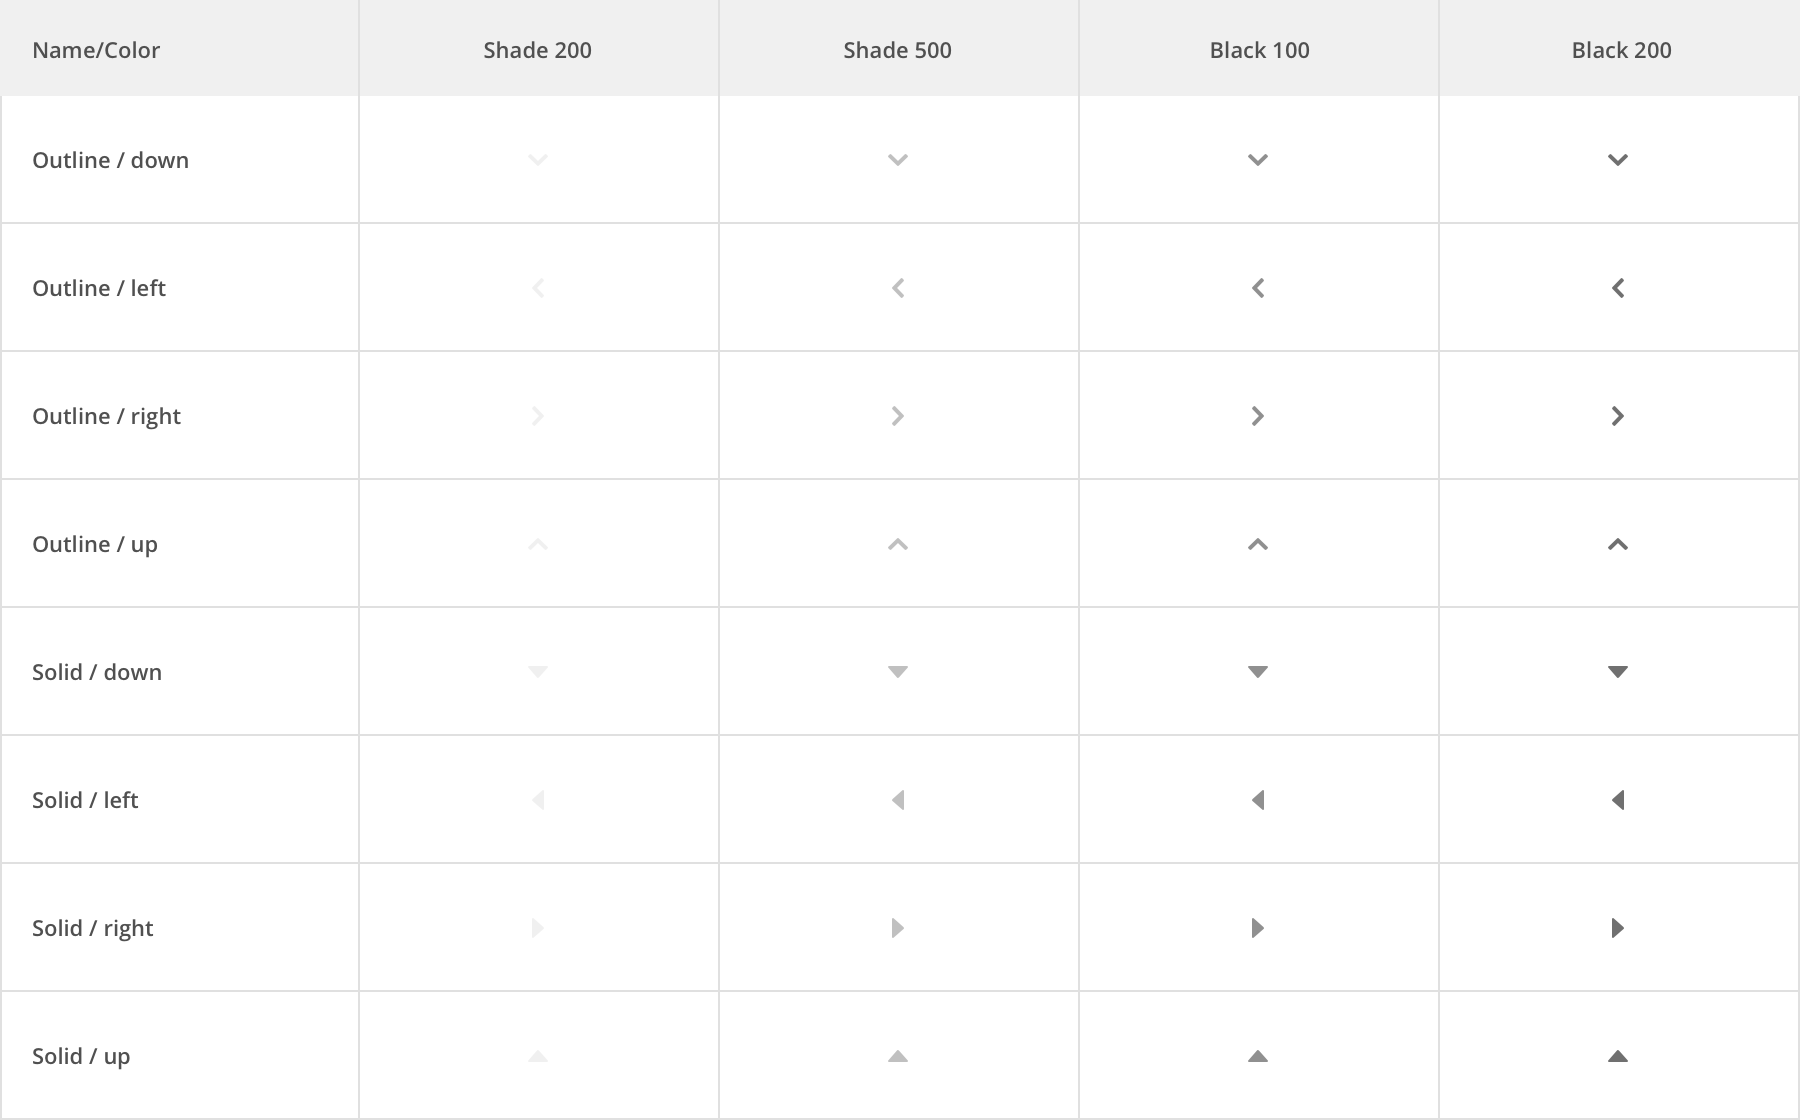 Name/Color Shade 200 Shade 500 Black 100 Black 200
Outline / down
Outline / left
Outline / right
Outline / up
Solid / down
Solid / left
Solid / right
Solid / up